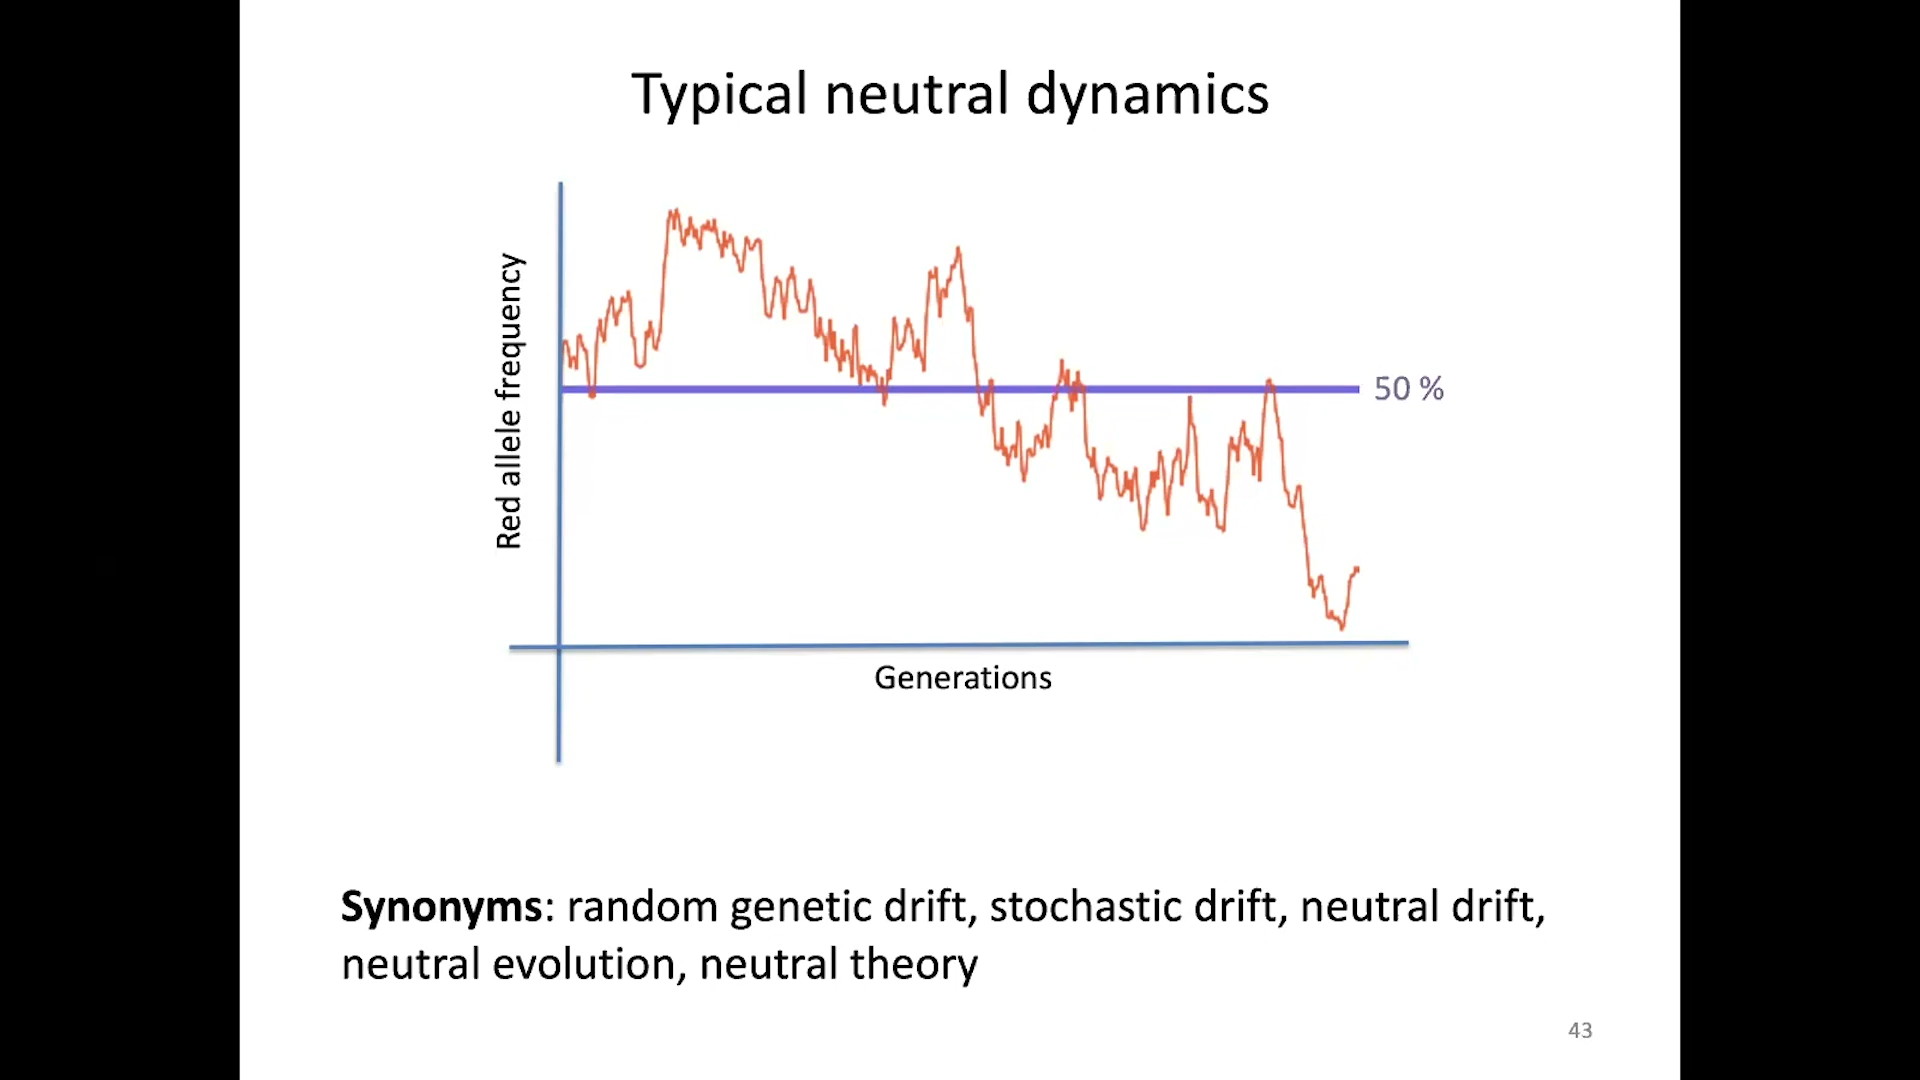 Typical neutral dynamics
Red allele frequency
50 %
Generations
Synonyms: random genetic drift, stochastic drift, neutral drift,
neutral evolution, neutral theory
43